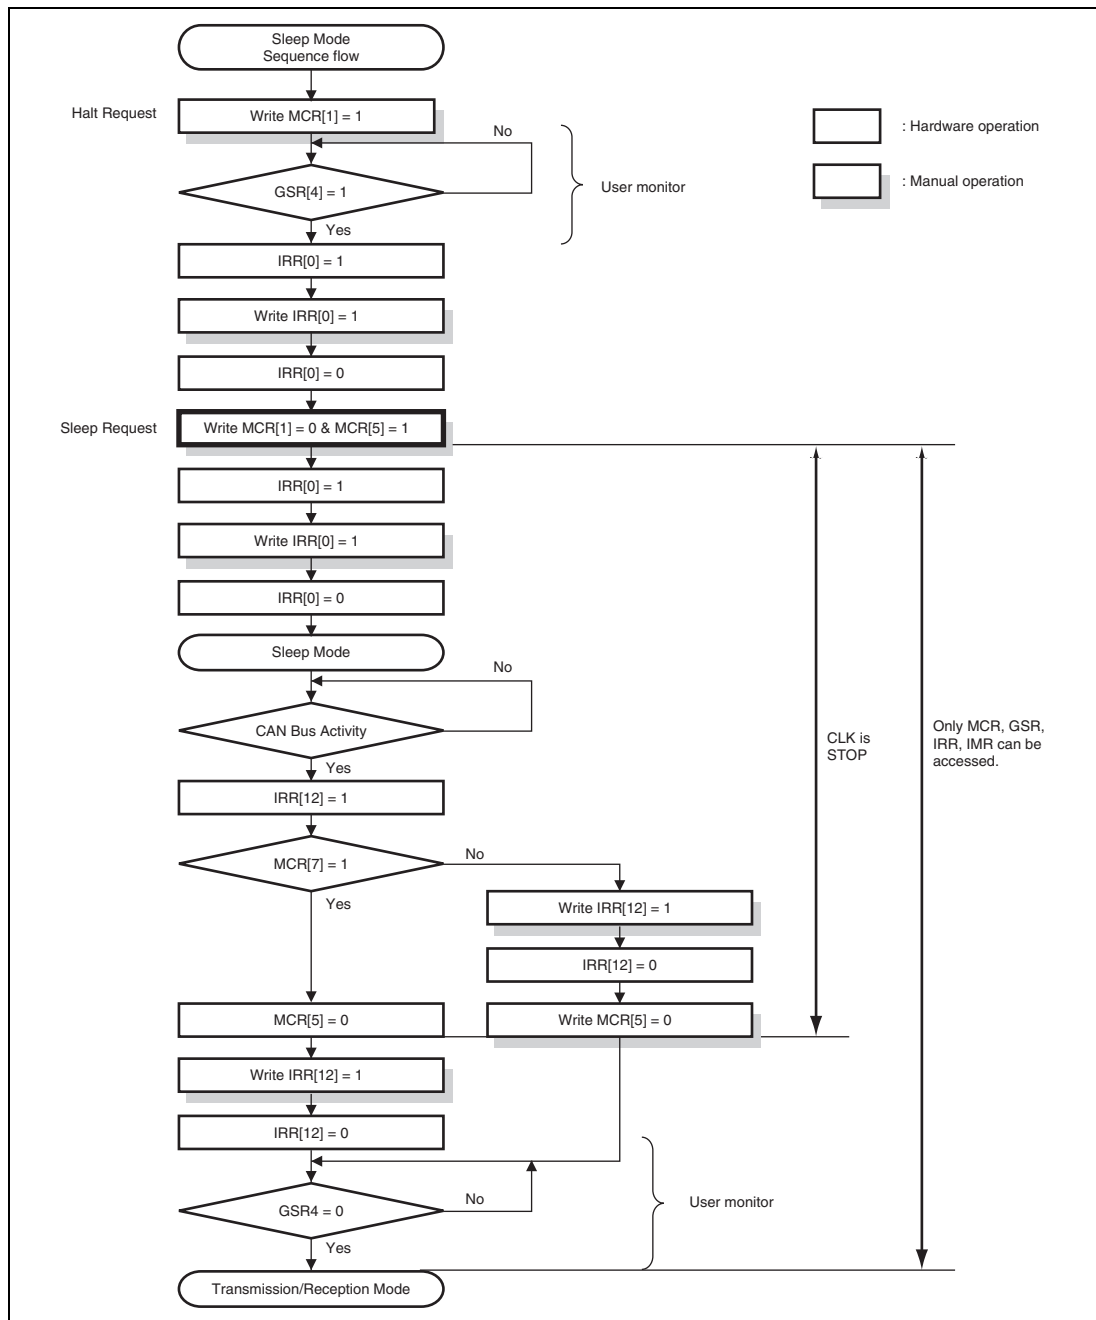 Sleep Mode
Sequence flow
Halt Request
Write MCR[1] = 1
: Hardware operation
No
GSR[4] = 1
User monitor
: Manual operation
Yes
IRR[0] = 1
Write IRR[0] = 1
IRR[0] = 0
Sleep Request
Write MCR[1] = 0 & MCR[5] = 1
IRR[0] = 1
Write IRR[0] = 1
IRR[0] = 0
Sleep Mode
No
CAN Bus Activity
CLK is
STOP
Only MCR, GSR,
IRR, IMR can be
accessed.
Yes
IRR[12] = 1
MCR[7] = 1
No
Yes
Write IRR[12] = 1
IRR[12] = 0
MCR[5] = 0
Write MCR[5] = 0
Write IRR[12] = 1
IRR[12] = 0
GSR4 = 0
No
User monitor
Yes
Transmission/Reception Mode